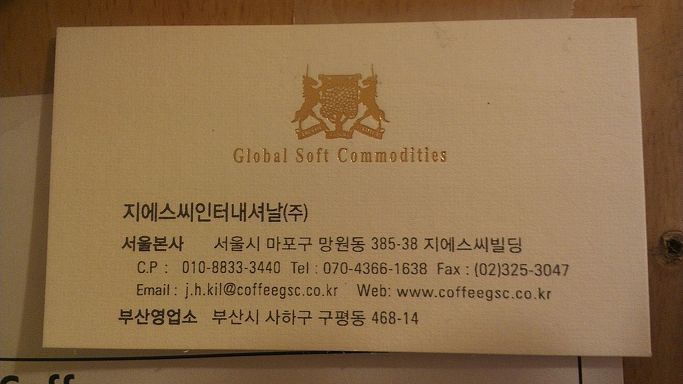 Global Soft Commodities
지에스씨인터내셔날(주)
서울본사 서울시 마포구 망원동 385-38 지에스씨빌딩
C.P : 010-8833-3440 Tel : 070-4366-1638 Fax : (02)325-3047
Email : j.h.kil@coffeegsc.co.kr Web: www.coffeegsc.co.kr
부산영업소 부산시 사하구 구평동 468-14